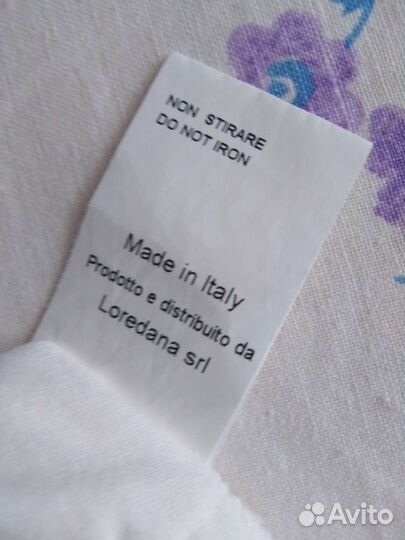 NON STIRARE
DO NOT IRON
Made in Italy
Prodotto e distribuito da
Loredana srl
Avito